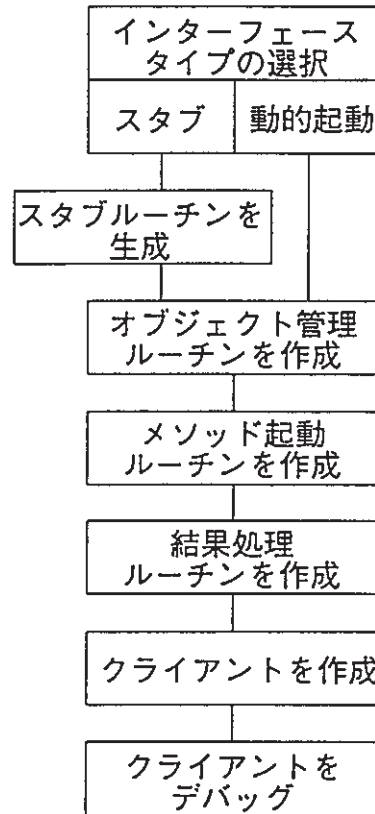 インターフェース
タイプの選択
スタブ
動的起動
スタブルーチンを
生成
オブジェクト管理
ルーチンを作成
メソッド起動
ルーチンを作成
結果処理
ルーチンを作成
クライアントを作成
クライアントを
デバッグ